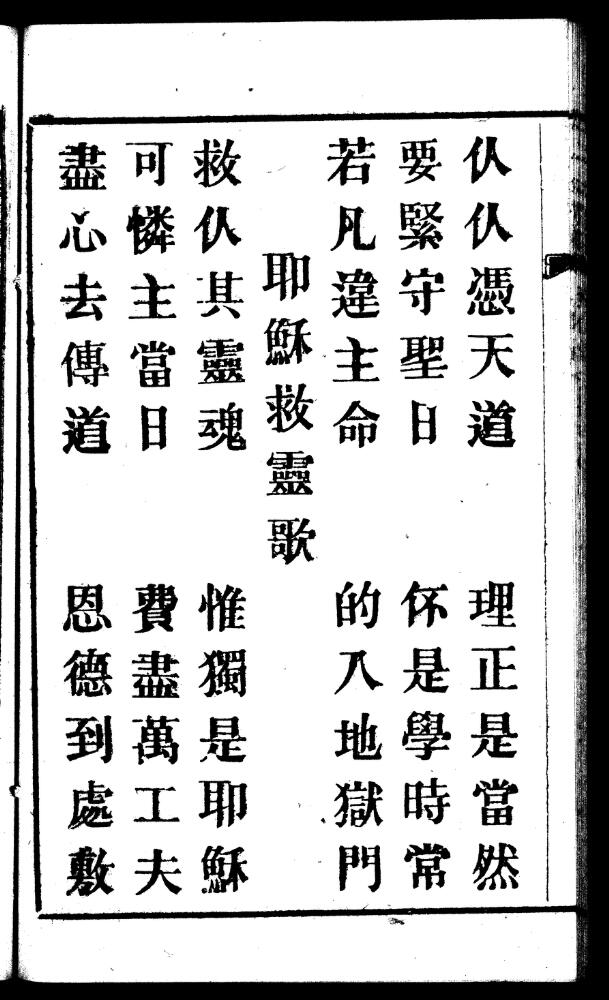 仈仈憑天道　理正是當然
要緊守聖日　伓是學時常
若凡違主命　的入地獄門
耶穌救靈歌
救仈其靈魂　惟獨是耶穌
可憐主當日　費盡萬工夫
盡心去傳道　恩德到處敷